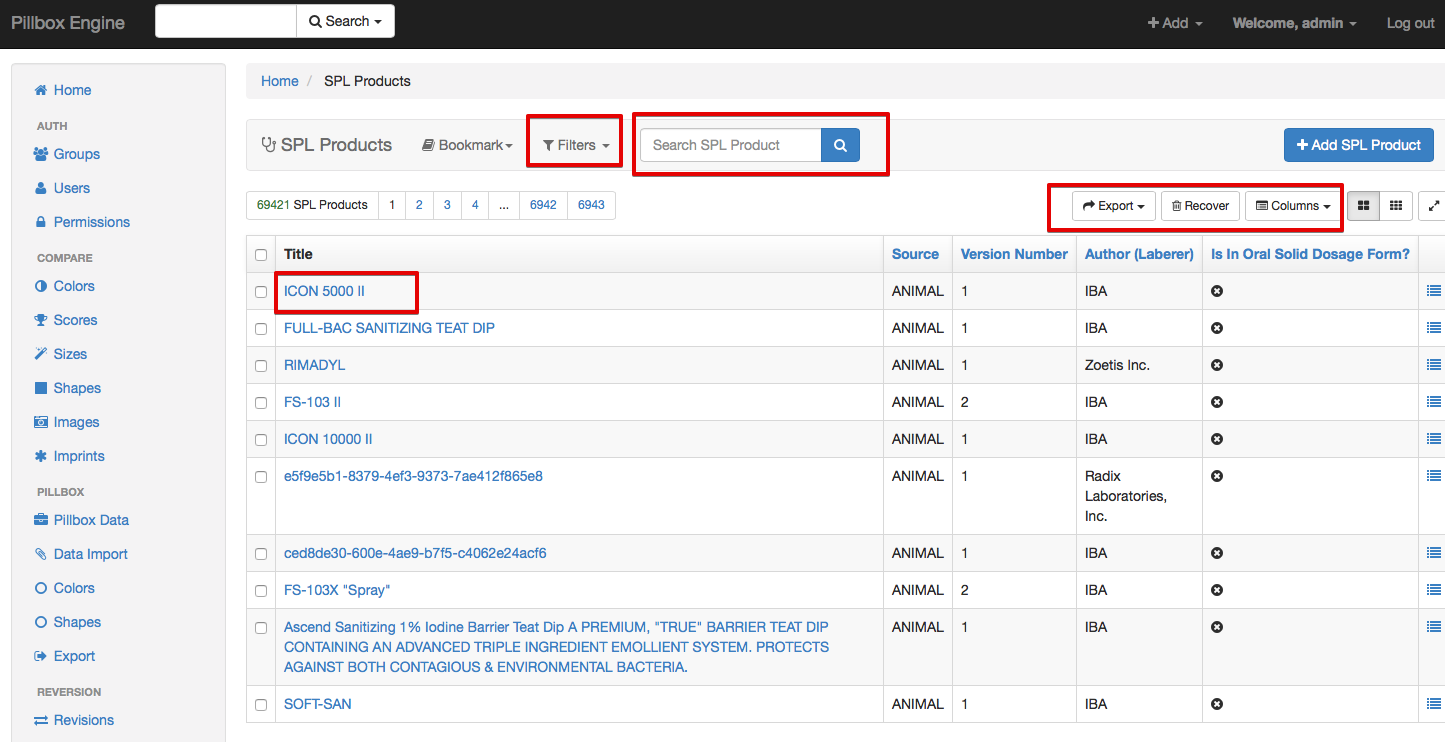 Pillbox Engine
Search
Add
Welcome, admin
Log out
Home
AUTH
Groups
Users
Permissions
COMPARE
Colors
Scores
Sizes
Shapes
Images
Imprints
PILLBOX
Pillbox Data
Data Import
Colors
Shapes
Export
REVERSION
Revisions
Home / SPL Products
SPL Products
Bookmark
Filters
Search SPL Product
+ Add SPL Product
69421 SPL Products 1 2 3 4 ... 6942 6943
Export
Recover
Columns
Title Source Version Number Author (Laberer) Is In Oral Solid Dosage Form?
ICON 5000 II ANIMAL 1 IBA
FULL-BAC SANITIZING TEAT DIP ANIMAL 1 IBA
RIMADYL ANIMAL 1 Zoetis Inc.
FS-103 II ANIMAL 2 IBA
ICON 10000 II ANIMAL 1 IBA
e5f9e5b1-8379-4ef3-9373-7ae412f865e8 ANIMAL 1 Radix
Laboratories,
Inc.
ced8de30-600e-4ae9-b7f5-c4062e24acf6 ANIMAL 1 IBA
FS-103X "Spray" ANIMAL 2 IBA
Ascend Sanitizing 1% Iodine Barrier Teat Dip A PREMIUM, "TRUE" BARRIER TEAT DIP ANIMAL 1 IBA
CONTAINING AN ADVANCED TRIPLE INGREDIENT EMOLLIENT SYSTEM. PROTECTS
AGAINST BOTH CONTAGIOUS & ENVIRONMENTAL BACTERIA.
SOFT-SAN ANIMAL 1 IBA